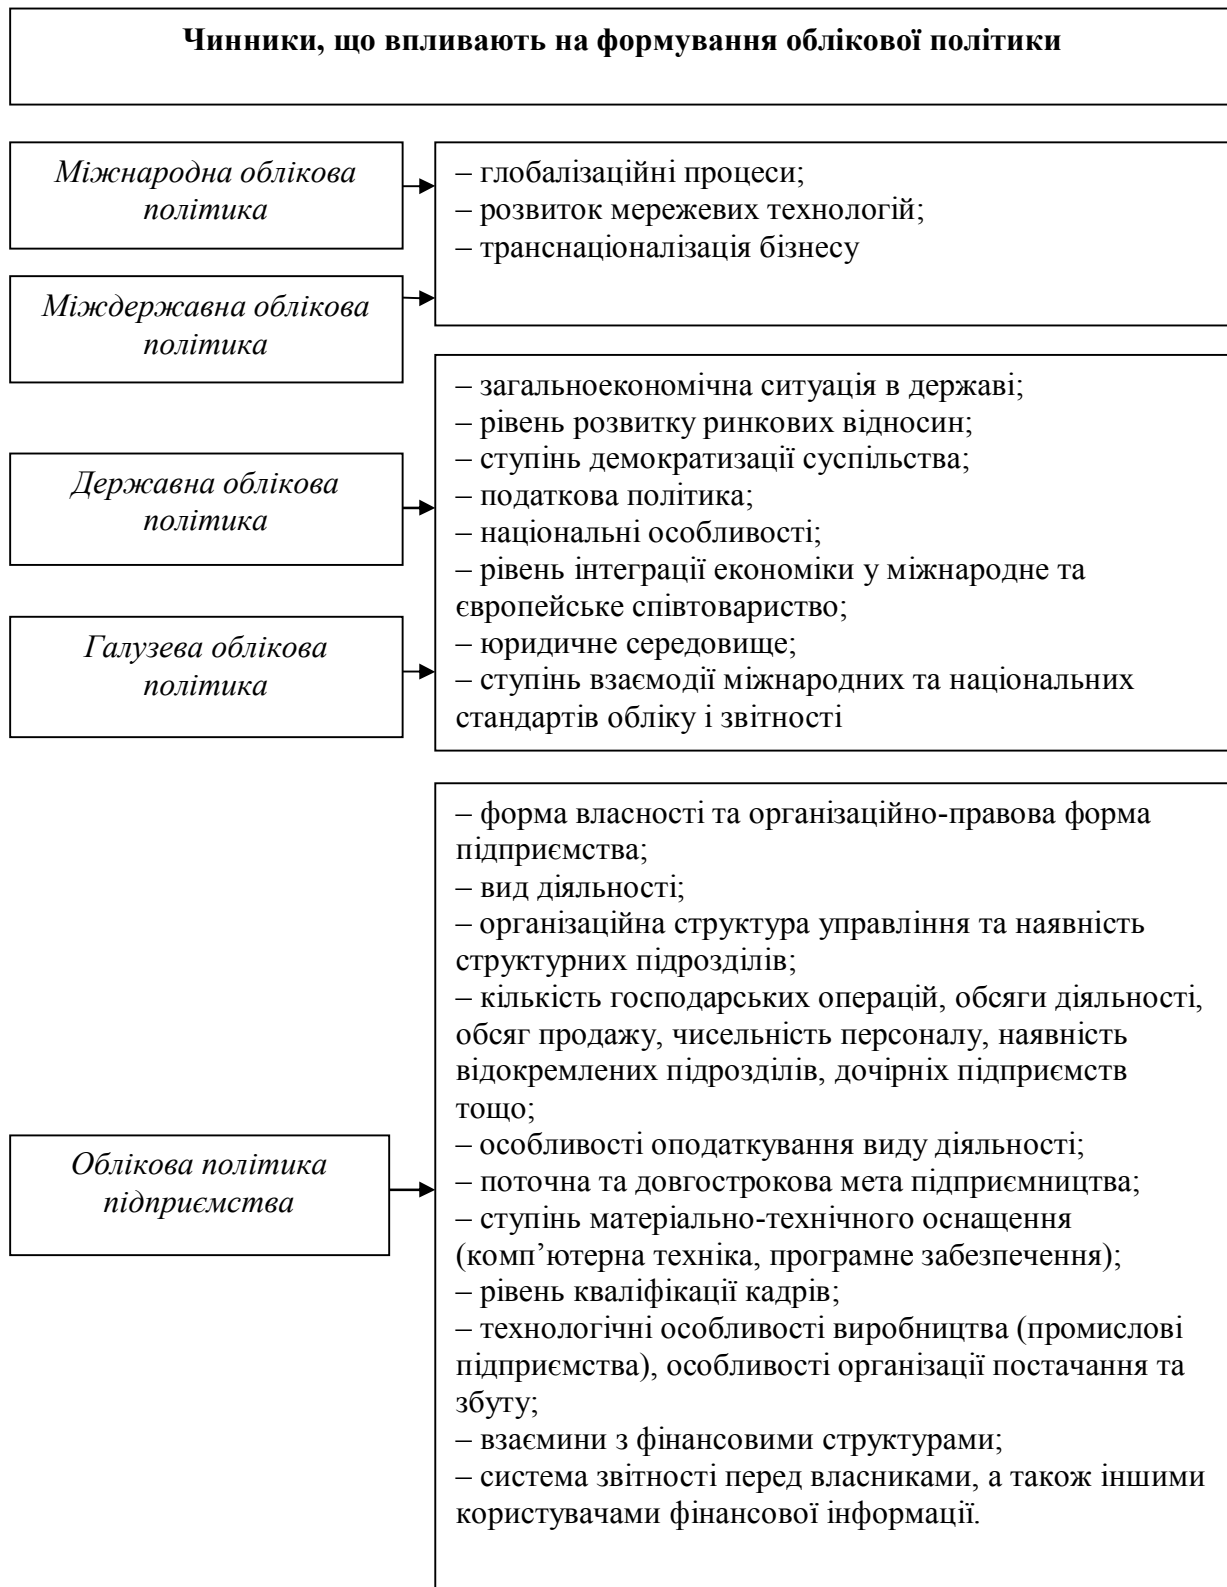 Чинники, що впливають на формування облікової політики
Міжнародна облікова
політика
– глобалізаційні процеси;
– розвиток мережевих технологій;
– транснаціоналізація бізнесу
Міждержавна облікова
політика
Державна облікова
політика
Галузева облікова
політика
– загальноекономічна ситуація в державі;
– рівень розвитку ринкових відносин;
– ступінь демократизації суспільства;
– податкова політика;
– національні особливості;
– рівень інтеграції економіки у міжнародне та
європейське співтовариство;
– юридичне середовище;
– ступінь взаємодії міжнародних та національних
стандартів обліку і звітності
Облікова політика
підприємства
– форма власності та організаційно-правова форма
підприємства;
– вид діяльності;
– організаційна структура управління та наявність
структурних підрозділів;
– кількість господарських операцій, обсяги діяльності,
обсяг продажу, чисельність персоналу, наявність
відокремлених підрозділів, дочірніх підприємств
тощо;
– особливості оподаткування виду діяльності;
– поточна та довгострокова мета підприємництва;
– ступінь матеріально-технічного оснащення
(комп’ютерна техніка, програмне забезпечення);
– рівень кваліфікації кадрів;
– технологічні особливості виробництва (промислові
підприємства), особливості організації постачання та
збуту;
– взаємини з фінансовими структурами;
– система звітності перед власниками, а також іншими
користувачами фінансової інформації.